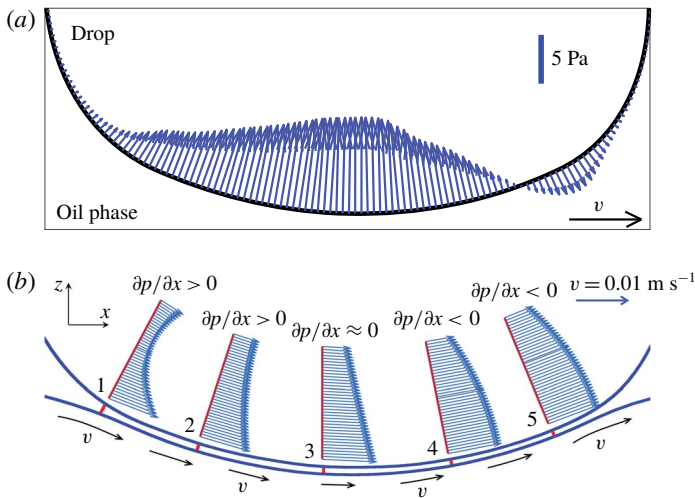 (a)
Drop
5 Pa
Oil phase
v
(b)
z
x
∂p/∂x > 0
∂p/∂x > 0
∂p/∂x ≈ 0
∂p/∂x < 0
∂p/∂x < 0
v = 0.01 m s⁻¹
1
2
3
4
5
v
v
v
v